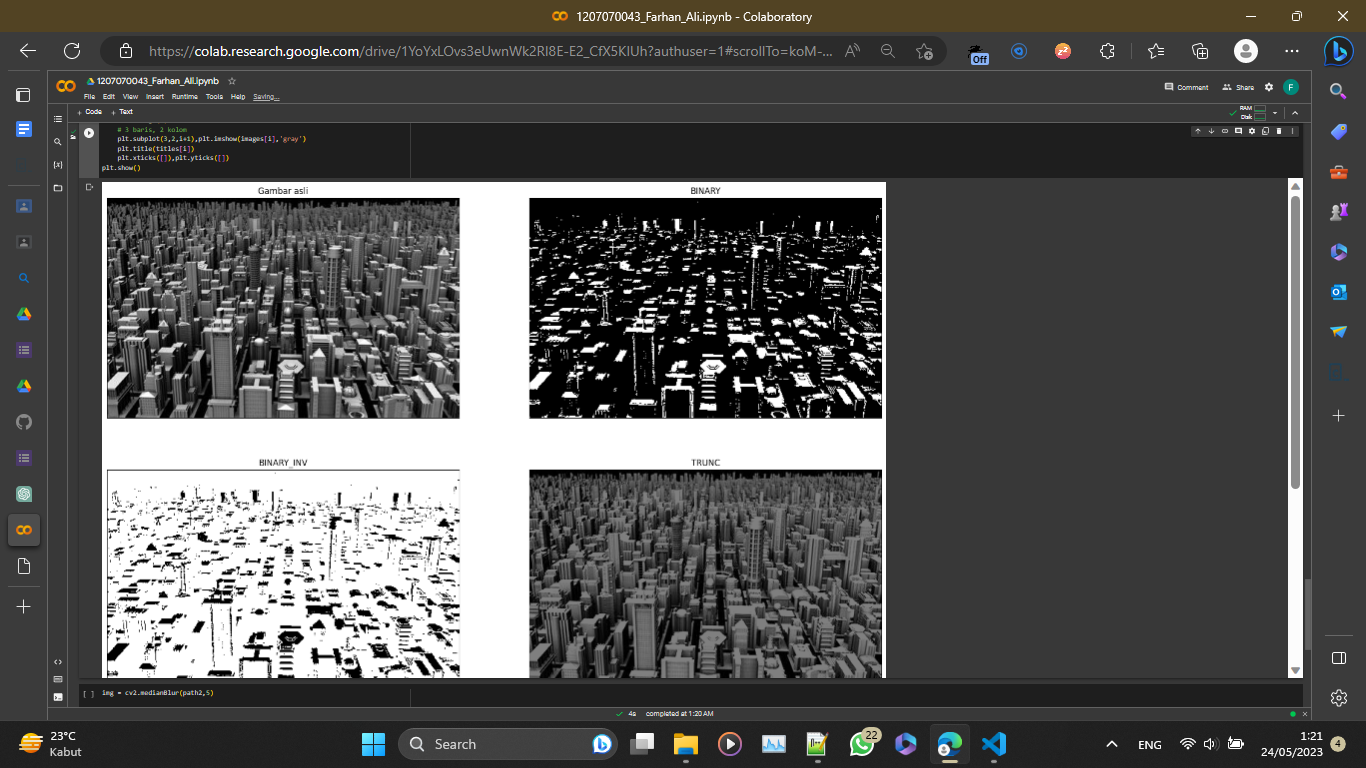 1207070043_Farhan_Ali.ipynb - Colaboratory
https://colab.research.google.com/drive/1YoYxLOvs3eUwnWk2Rl8E-E2_CfX5KIUh?authuser=1#scrollTo=koM-...
Off
1207070043_Farhan_Ali.ipynb
File Edit View Insert Runtime Tools Help Saving...
Comment Share F
+ Code + Text
RAM
Disk
# 3 baris, 2 kolom
plt.subplot(3,2,i+1),plt.imshow(images[i],'gray')
plt.title(titles[i])
plt.xticks([]),plt.yticks([])
plt.show()
Gambar asli
BINARY
BINARY_INV
TRUNC
[ ] img = cv2.medianBlur(path2,5)
4s completed at 1:20 AM
23°C
Kabut
Search
22
ENG
1:21
24/05/2023
4